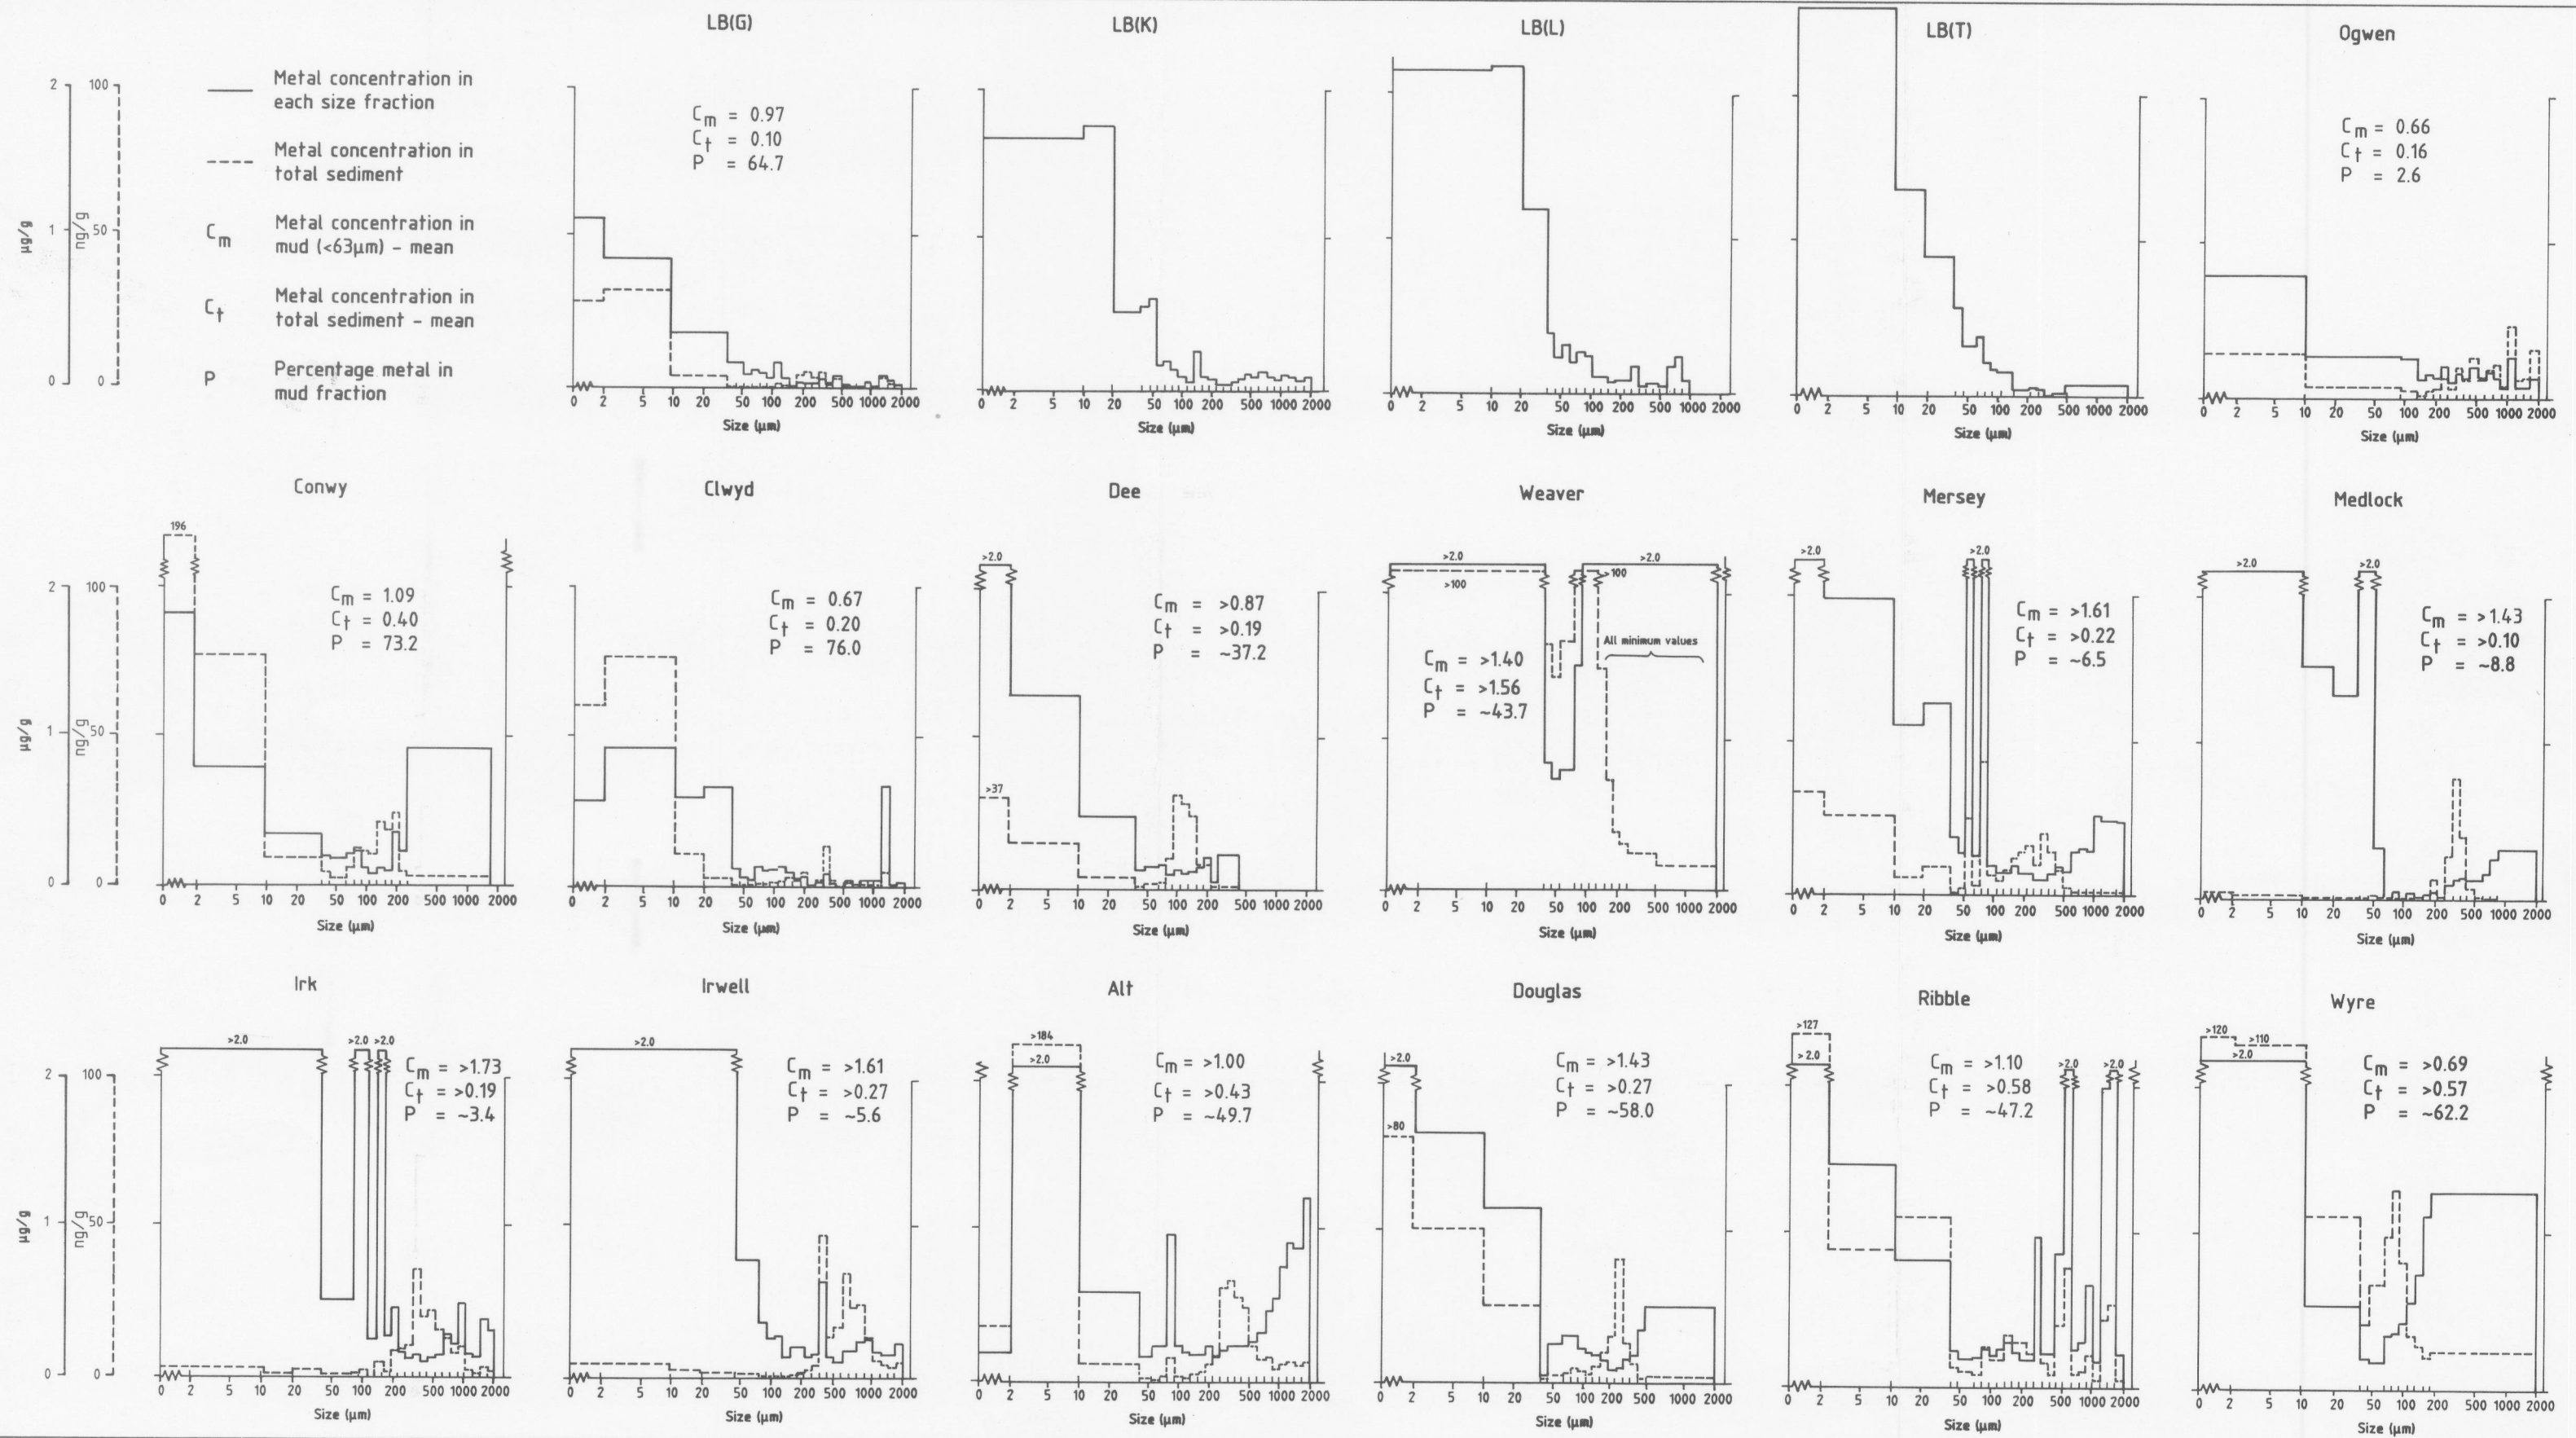 LB(G)
LB(K)
LB(L)
LB(T)
Ogwen
2
1
0
µg/g
100
50
0
ng/g
Metal concentration in
each size fraction
Metal concentration in
total sediment
Cm Metal concentration in
mud (<63µm) - mean
Ct Metal concentration in
total sediment - mean
P Percentage metal in
mud fraction
Cm = 0.97
Ct = 0.10
P = 64.7
0 2 5 10 20 50 100 200 500 1000 2000
Size (µm)
0 2 5 10 20 50 100 200 500 1000 2000
Size (µm)
0 2 5 10 20 50 100 200 500 1000 2000
Size (µm)
0 2 5 10 20 50 100 200 500 1000 2000
Size (µm)
Cm = 0.66
Ct = 0.16
P = 2.6
0 2 5 10 20 50 100 200 500 1000 2000
Size (µm)
2
1
0
µg/g
100
50
0
ng/g
Conwy
196
Cm = 1.09
Ct = 0.40
P = 73.2
0 2 5 10 20 50 100 200 500 1000 2000
Size (µm)
Clwyd
Cm = 0.67
Ct = 0.20
P = 76.0
0 2 5 10 20 50 100 200 500 1000 2000
Size (µm)
Dee
>2.0
>37
Cm = >0.87
Ct = >0.19
P = ~37.2
0 2 5 10 20 50 100 200 500 1000 2000
Size (µm)
Weaver
>2.0
>100
>2.0
>100
All minimum values
Cm = >1.40
Ct = >1.56
P = ~43.7
0 2 5 10 20 50 100 200 500 1000 2000
Size (µm)
Mersey
>2.0
>2.0
Cm = >1.61
Ct = >0.22
P = ~6.5
0 2 5 10 20 50 100 200 500 1000 2000
Size (µm)
Medlock
>2.0
>2.0
Cm = >1.43
Ct = >0.10
P = ~8.8
0 2 5 10 20 50 100 200 500 1000 2000
Size (µm)
2
1
0
µg/g
100
50
0
ng/g
Irk
>2.0
>2.0 >2.0
Cm = >1.73
Ct = >0.19
P = ~3.4
0 2 5 10 20 50 100 200 500 1000 2000
Size (µm)
Irwell
>2.0
Cm = >1.61
Ct = >0.27
P = ~5.6
0 2 5 10 20 50 100 200 500 1000 2000
Size (µm)
Alt
>184
>2.0
Cm = >1.00
Ct = >0.43
P = ~49.7
0 2 5 10 20 50 100 200 500 1000 2000
Size (µm)
Douglas
>2.0
>80
Cm = >1.43
Ct = >0.27
P = ~58.0
0 2 5 10 20 50 100 200 500 1000 2000
Size (µm)
Ribble
>127
>2.0
>2.0
>2.0
Cm = >1.10
Ct = >0.58
P = ~47.2
0 2 5 10 20 50 100 200 500 1000 2000
Size (µm)
Wyre
>120
>110
>2.0
Cm = >0.69
Ct = >0.57
P = ~62.2
0 2 5 10 20 50 100 200 500 1000 2000
Size (µm)